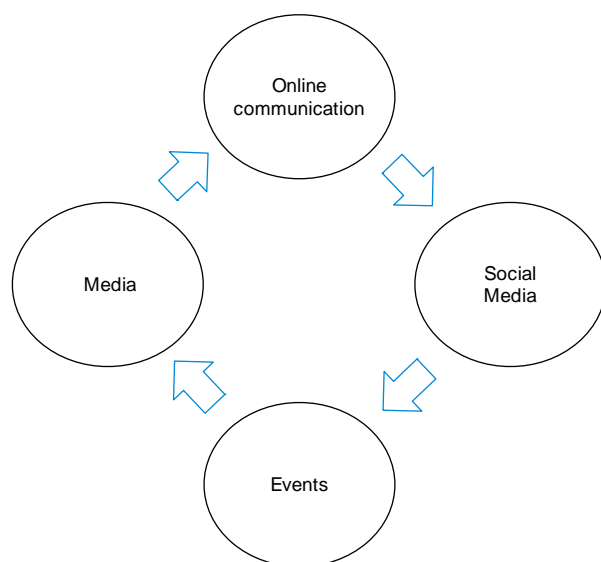 Online
communication
Social
Media
Events
Media